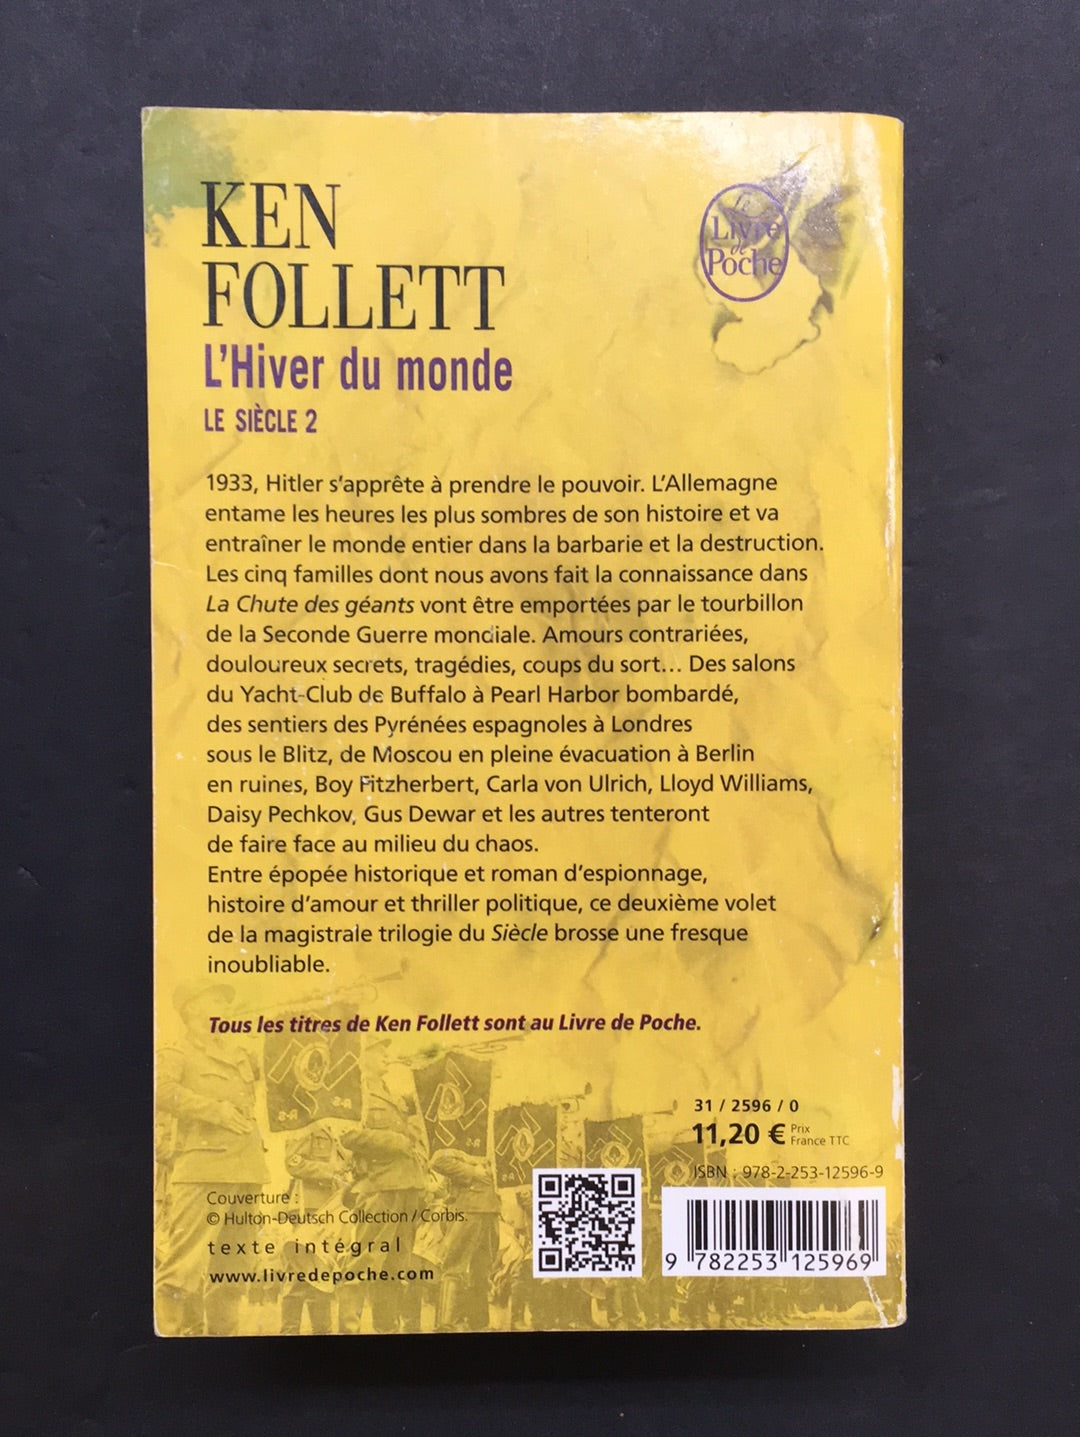 KEN
FOLLETT
Le
Livre
de
Poche
L'Hiver du monde
LE SIÈCLE 2
1933, Hitler s'apprête à prendre le pouvoir. L'Allemagne
entame les heures les plus sombres de son histoire et va
entraîner le monde entier dans la barbarie et la destruction.
Les cinq familles dont nous avons fait la connaissance dans
La Chute des géants vont être emportées par le tourbillon
de la Seconde Guerre mondiale. Amours contrariées,
douloureux secrets, tragédies, coups du sort... Des salons
du Yacht-Club de Buffalo à Pearl Harbor bombardé,
des sentiers des Pyrénées espagnoles à Londres
sous le Blitz, de Moscou en pleine évacuation à Berlin
en ruines, Boy Fitzherbert, Carla von Ulrich, Lloyd Williams,
Daisy Pechkov, Gus Dewar et les autres tenteront
de faire face au milieu du chaos.
Entre épopée historique et roman d'espionnage,
histoire d'amour et thriller politique, ce deuxième volet
de la magistrale trilogie du Siècle brosse une fresque
inoubliable.
Tous les titres de Ken Follett sont au Livre de Poche.
31 / 2596 / 0
11,20 € Prix
France TTC
ISBN : 978-2-253-12596-9
Couverture :
© Hulton-Deutsch Collection / Corbis.
texte intégral
www.livredepoche.com
9 782253 125969